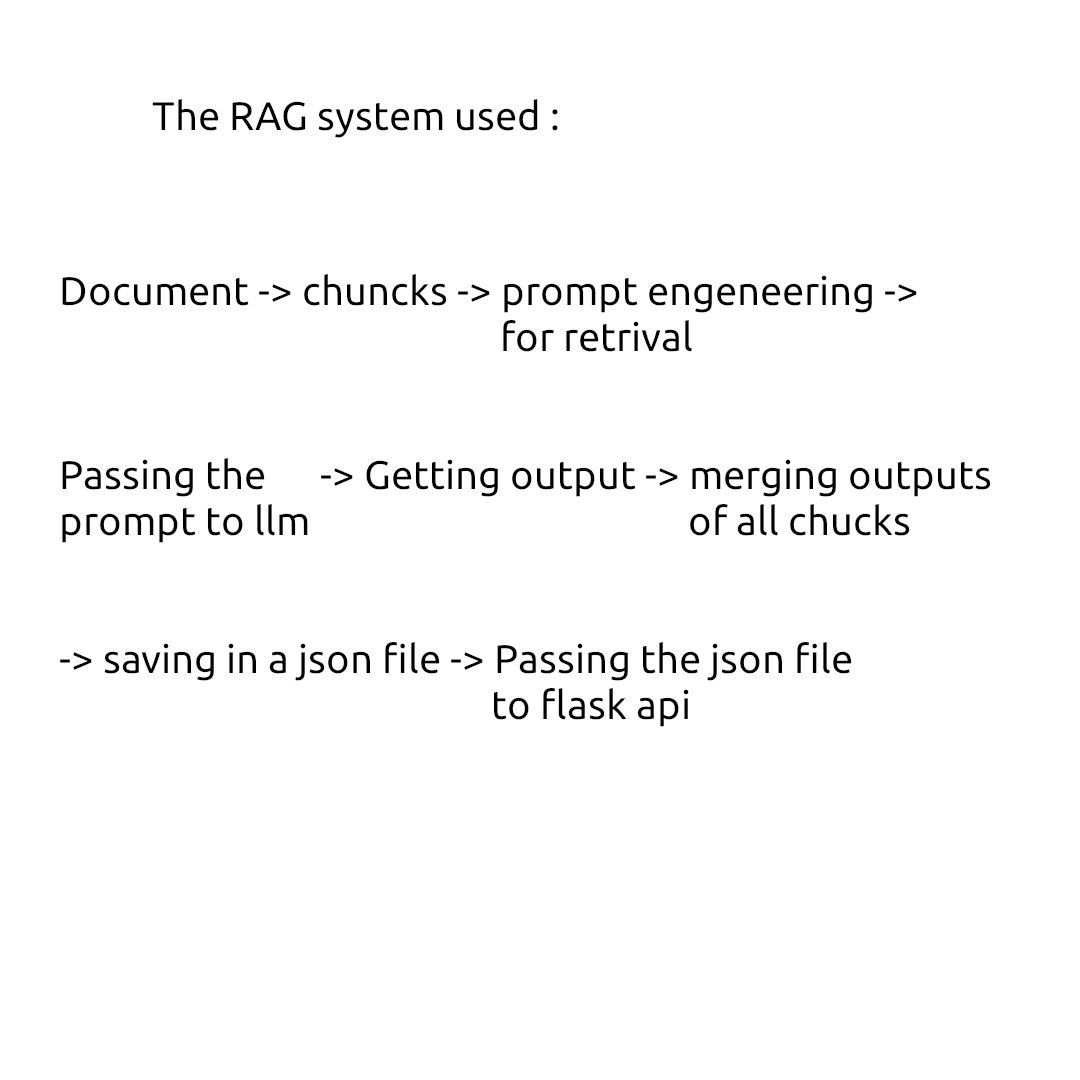 The RAG system used :
Document -> chuncks -> prompt engeneering ->
for retrival
Passing the -> Getting output -> merging outputs
prompt to llm of all chucks
-> saving in a json file -> Passing the json file
to flask api